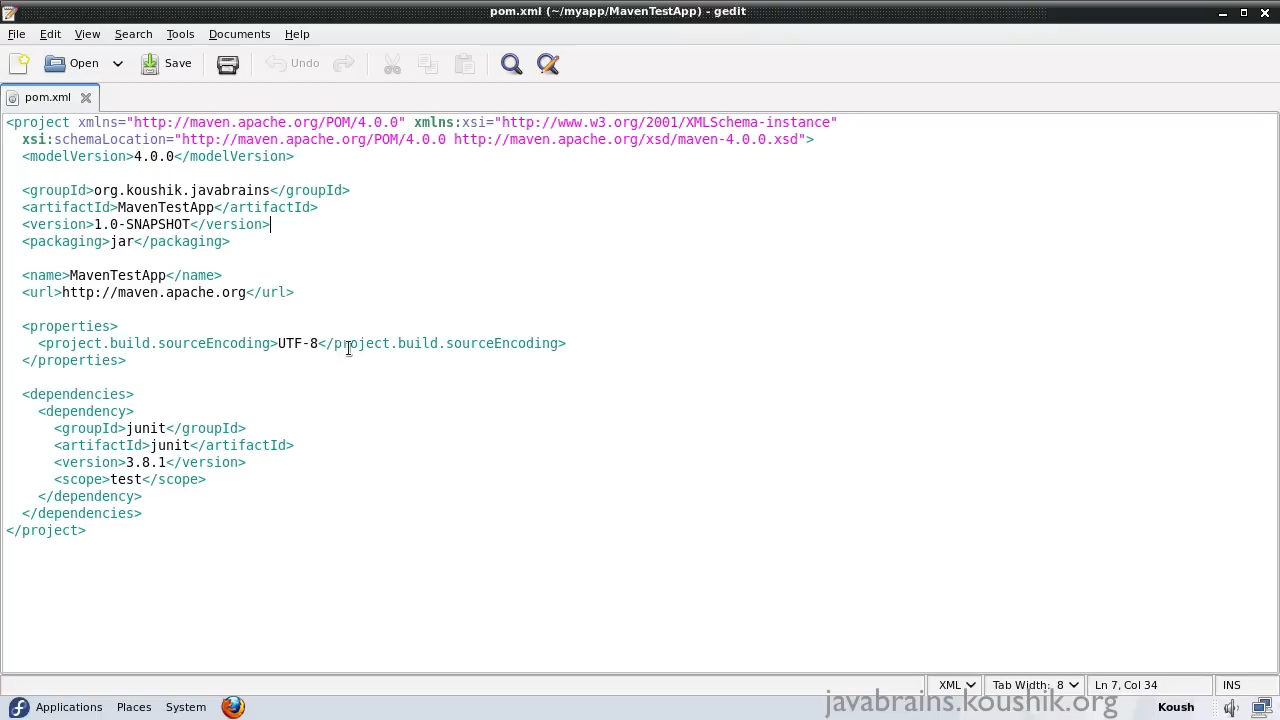 pom.xml (~/myapp/MavenTestApp) - gedit
File Edit View Search Tools Documents Help
Open Save Undo
pom.xml
<project xmlns="http://maven.apache.org/POM/4.0.0" xmlns:xsi="http://www.w3.org/2001/XMLSchema-instance"
  xsi:schemaLocation="http://maven.apache.org/POM/4.0.0 http://maven.apache.org/xsd/maven-4.0.0.xsd">
  <modelVersion>4.0.0</modelVersion>

  <groupId>org.koushik.javabrains</groupId>
  <artifactId>MavenTestApp</artifactId>
  <version>1.0-SNAPSHOT</version>
  <packaging>jar</packaging>

  <name>MavenTestApp</name>
  <url>http://maven.apache.org</url>

  <properties>
    <project.build.sourceEncoding>UTF-8</project.build.sourceEncoding>
  </properties>

  <dependencies>
    <dependency>
      <groupId>junit</groupId>
      <artifactId>junit</artifactId>
      <version>3.8.1</version>
      <scope>test</scope>
    </dependency>
  </dependencies>
</project>
XML Tab Width: 8 Ln 7, Col 34 INS
Applications Places System javabrains.koushik.org Koush